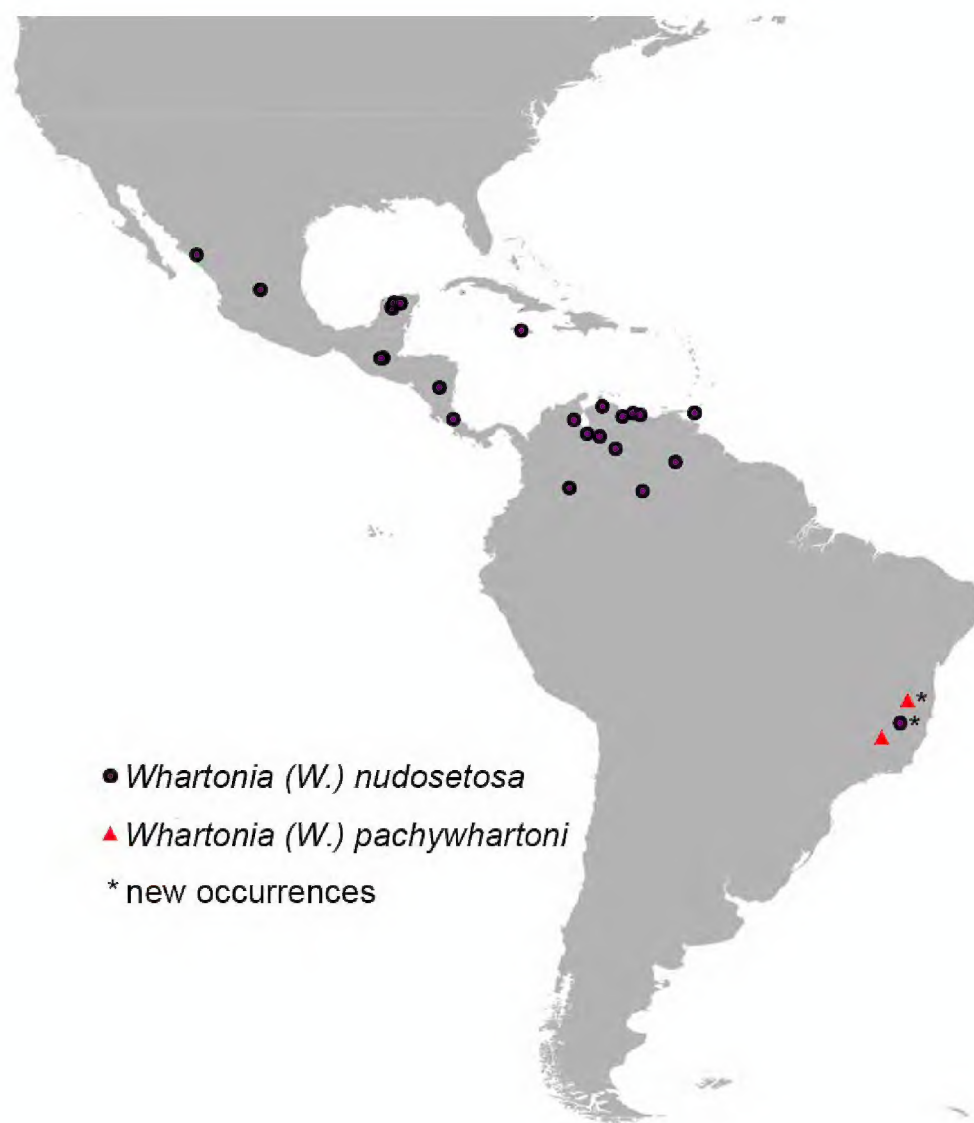 *
*
Whartonia (W.) nudosetosa
Whartonia (W.) pachywhartoni
* new occurrences